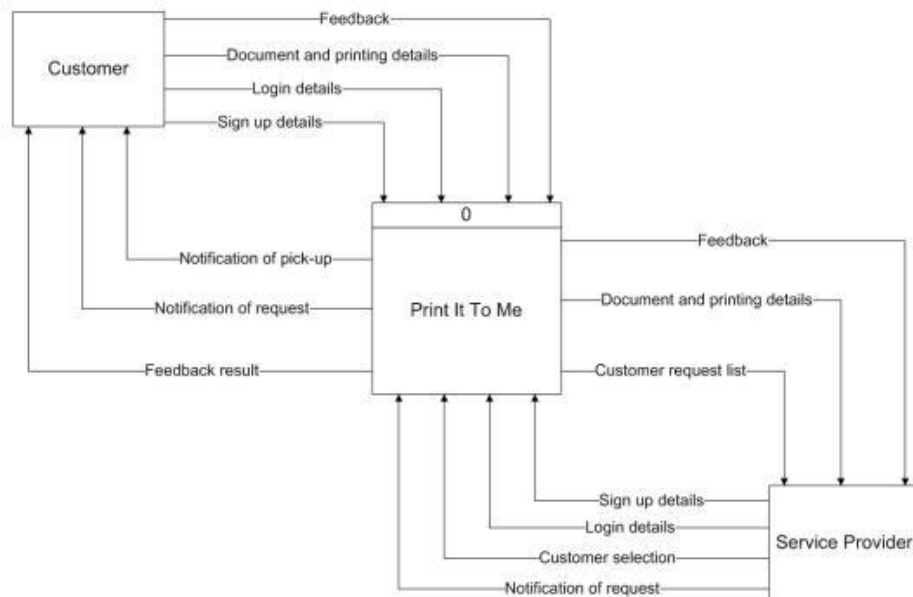 Feedback
Customer
Document and printing details
Login details
Sign up details
0
Notification of pick-up
Feedback
Notification of request
Print It To Me
Document and printing details
Feedback result
Customer request list
Sign up details
Login details
Service Provider
Customer selection
Notification of request